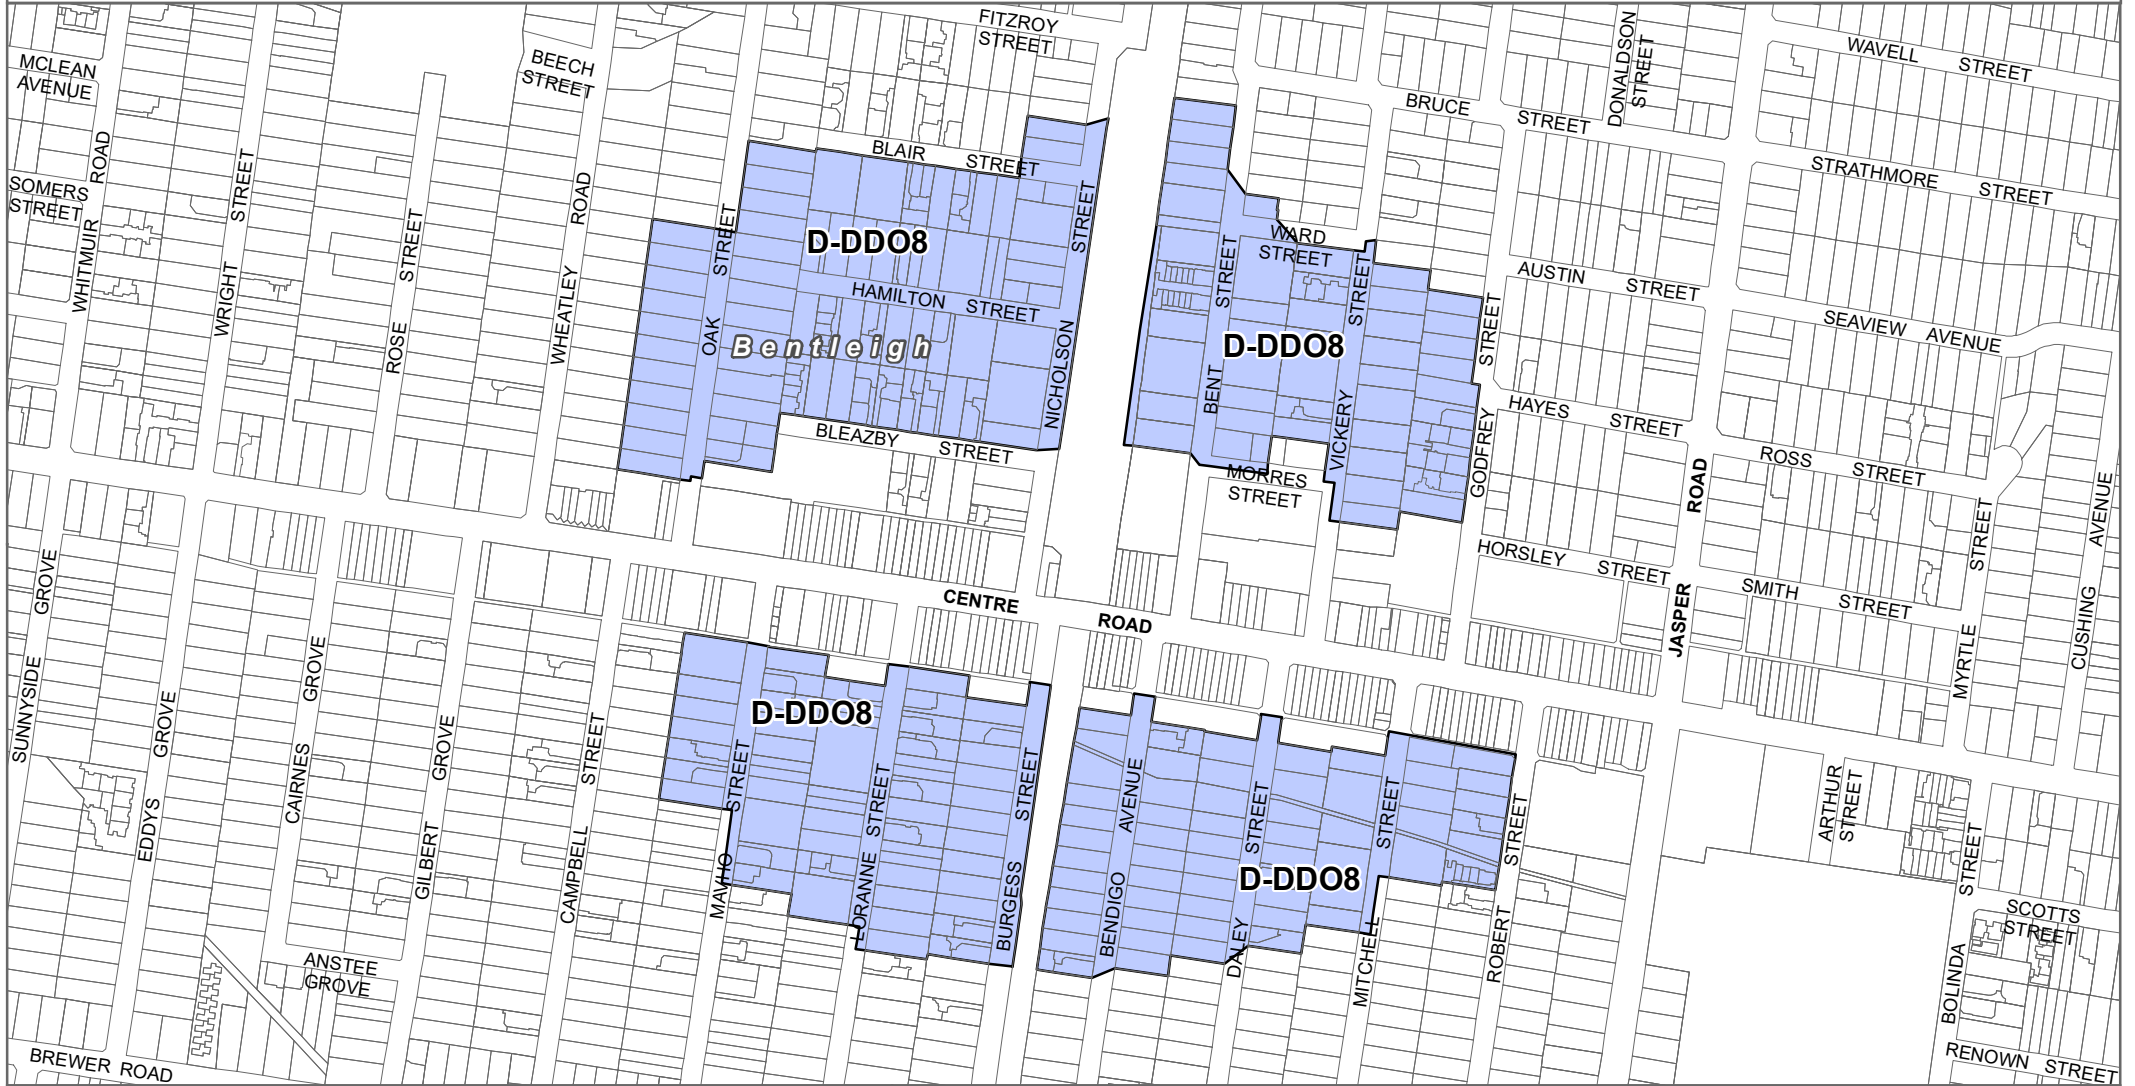 FITZROY
STREET
DONALDSON
STREET
WAVELL STREET
MCLEAN
AVENUE
BEECH
STREET
BRUCE STREET
BLAIR STREET
STRATHMORE STREET
SOMERS
STREET
WHITMUIR ROAD
WRIGHT STREET
ROSE STREET
WHEATLEY ROAD
OAK STREET
D-DDO8
HAMILTON STREET
Bentleigh
NICHOLSON STREET
BLEAZBY STREET
WARD
STREET
BENT STREET
D-DDO8
VICKERY STREET
MORRES
STREET
GODFREY STREET
AUSTIN STREET
SEAVIEW AVENUE
HAYES STREET
ROSS STREET
JASPER ROAD
HORSLEY STREET
SMITH STREET
MYRTLE STREET
CUSHING AVENUE
CENTRE ROAD
SUNNYSIDE GROVE
EDDYS GROVE
CAIRNES GROVE
GILBERT GROVE
CAMPBELL STREET
MAVHO STREET
D-DDO8
LORANNE STREET
BURGESS STREET
BENDIGO AVENUE
DALEY STREET
D-DDO8
MITCHELL STREET
ROBERT STREET
ARTHUR
STREET
BOLINDA STREET
SCOTTS
STREET
ANSTEE
GROVE
BREWER ROAD
RENOWN STREET